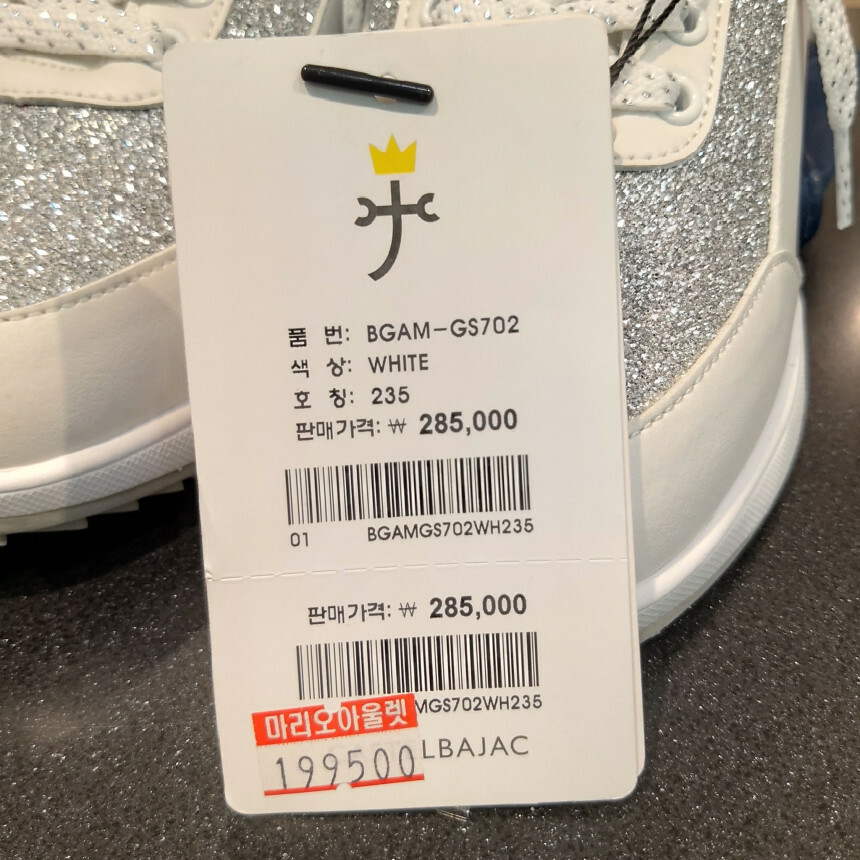 품 번: BGAM-GS702
색 상: WHITE
호 칭: 235
판매가격: ₩ 285,000
01 BGAMGS702WH235
판매가격: ₩ 285,000
MGS702WH235
마리오아울렛
199500
LBAJAC